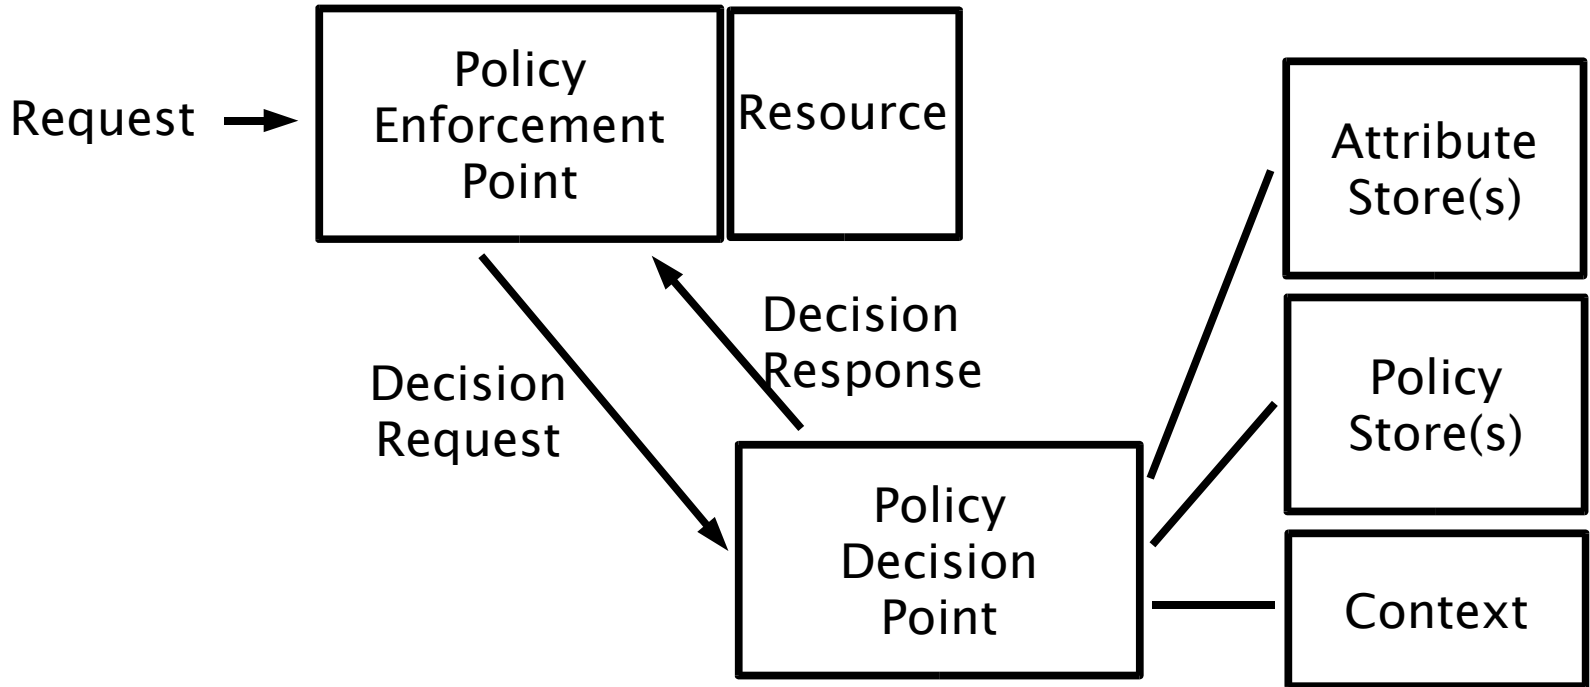 Request
Policy
Enforcement
Point
Resource
Attribute
Store(s)
Decision
Response
Decision
Request
Policy
Store(s)
Policy
Decision
Point
Context